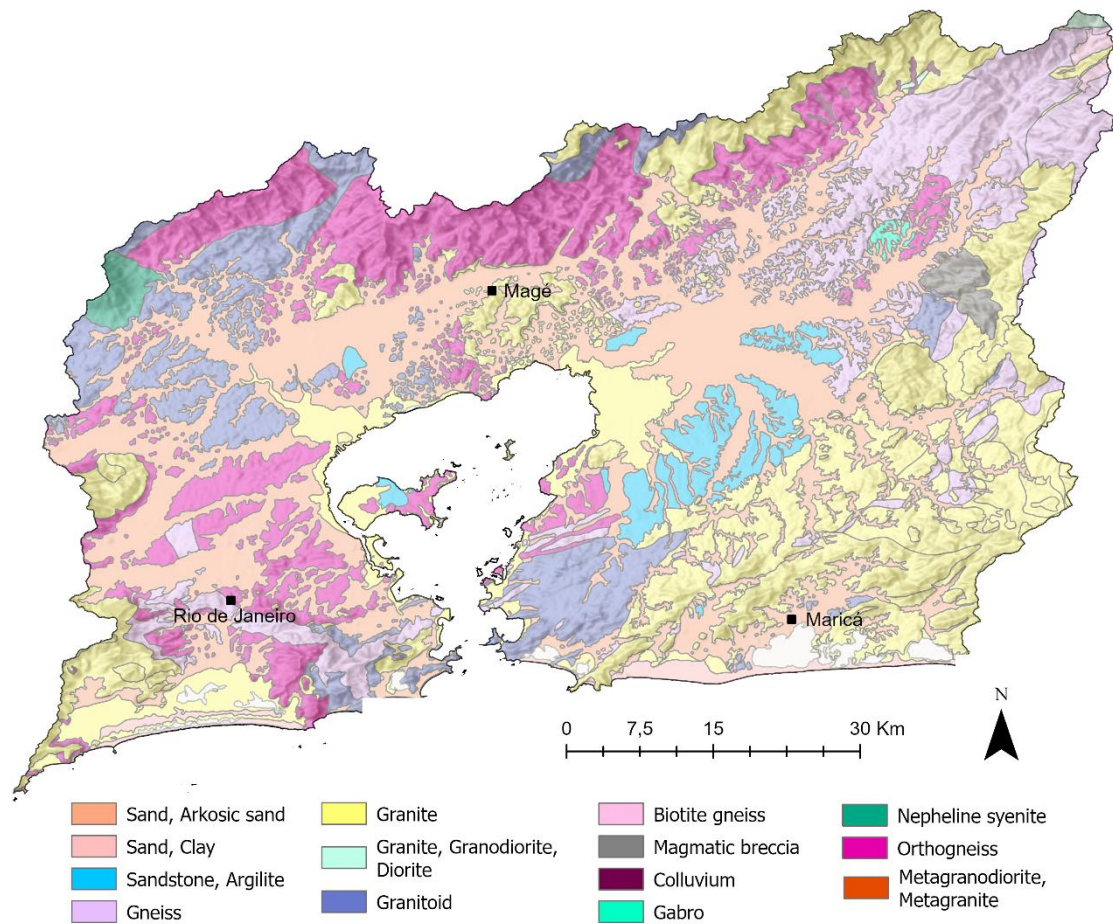 Magé
Rio de Janeiro
Maricá
N
0 7,5 15 30 Km
Sand, Arkosic sand
Sand, Clay
Sandstone, Argilite
Gneiss
Granite
Granite, Granodiorite,
Diorite
Granitoid
Biotite gneiss
Magmatic breccia
Colluvium
Gabro
Nepheline syenite
Orthogneiss
Metagranodiorite,
Metagranite